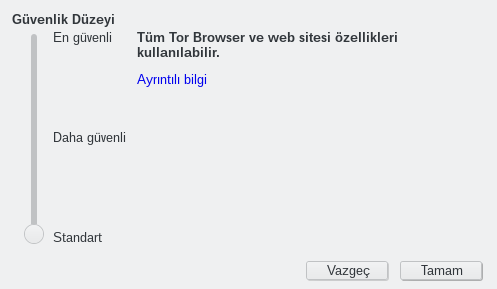 Güvenlik Düzeyi
En güvenli
Tüm Tor Browser ve web sitesi özellikleri
kullanılabilir.
Ayrıntılı bilgi
Daha güvenli
Standart
Vazgeç
Tamam